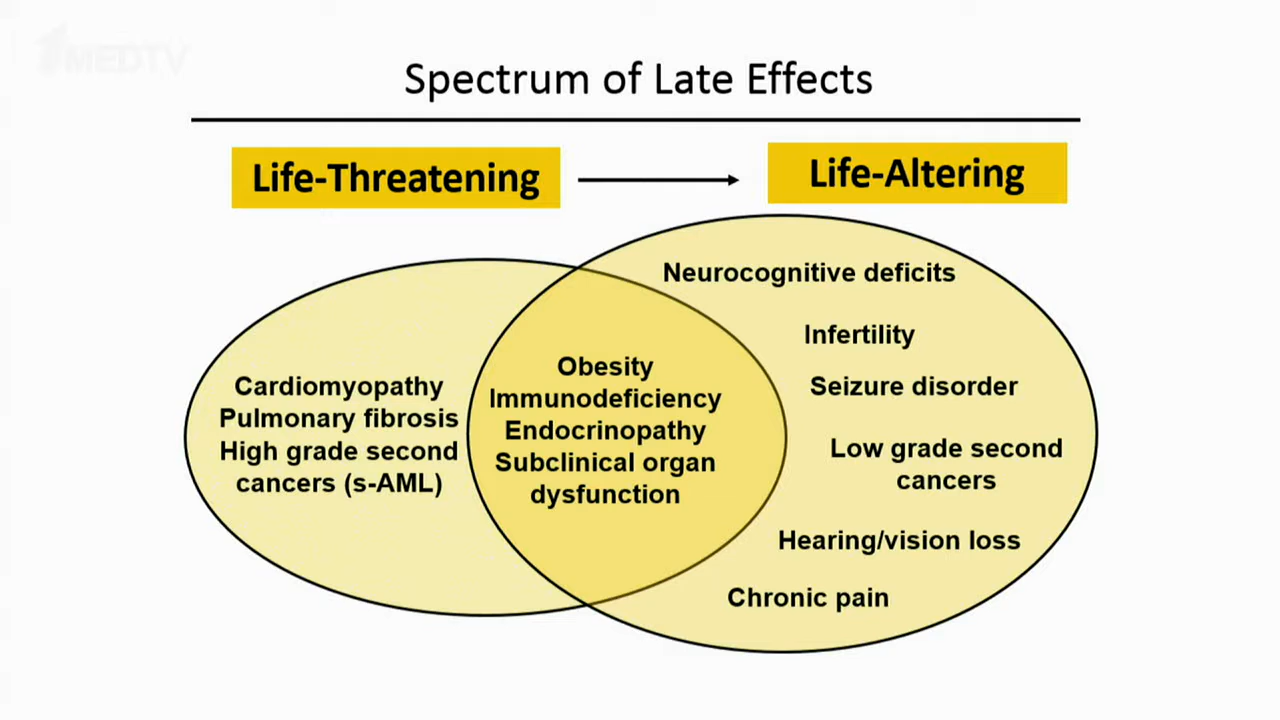 1MEDTV
Spectrum of Late Effects
Life-Threatening
Life-Altering
Cardiomyopathy
Pulmonary fibrosis
High grade second
cancers (s-AML)
Obesity
Immunodeficiency
Endocrinopathy
Subclinical organ
dysfunction
Neurocognitive deficits
Infertility
Seizure disorder
Low grade second
cancers
Hearing/vision loss
Chronic pain